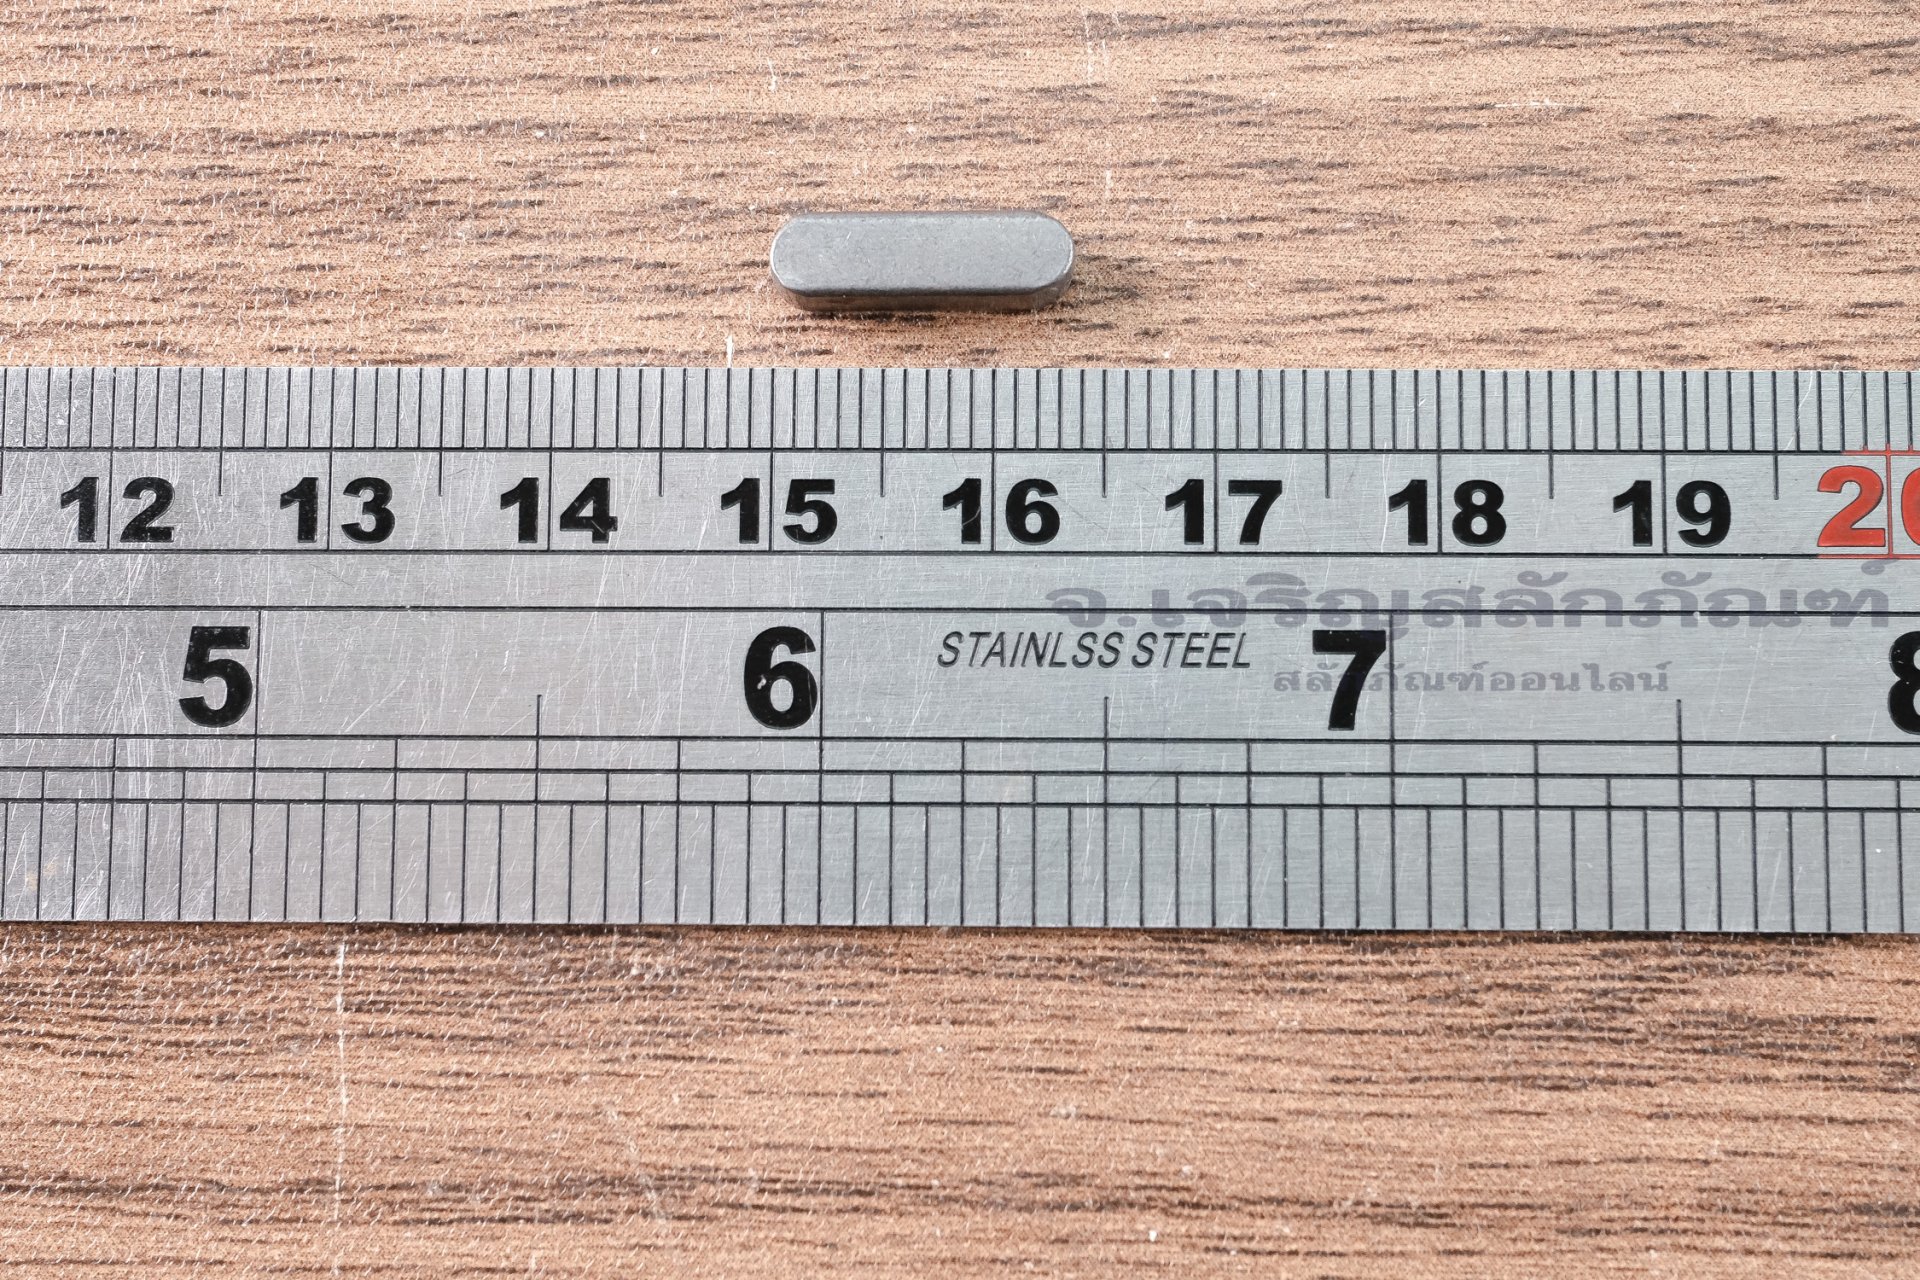 12 13 14 15 16 17 18 19 20
จ.เจริญสลักภัณฑ์
5 6 STAINLSS STEEL 7 8
สลักภัณฑ์ออนไลน์